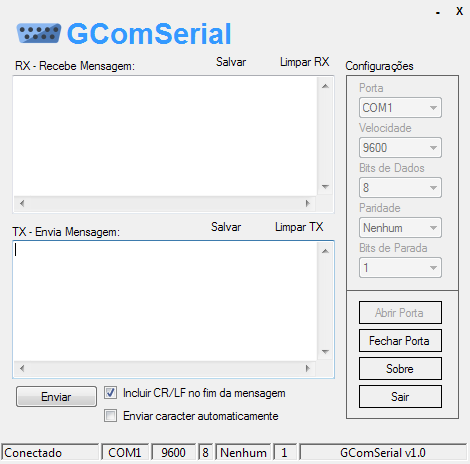 - X
GComSerial
RX - Recebe Mensagem: Salvar Limpar RX
TX - Envia Mensagem: Salvar Limpar TX
Enviar
Incluir CR/LF no fim da mensagem
Enviar caracter automaticamente
Configurações
Porta
COM1
Velocidade
9600
Bits de Dados
8
Paridade
Nenhum
Bits de Parada
1
Abrir Porta
Fechar Porta
Sobre
Sair
Conectado COM1 9600 8 Nenhum 1 GComSerial v1.0